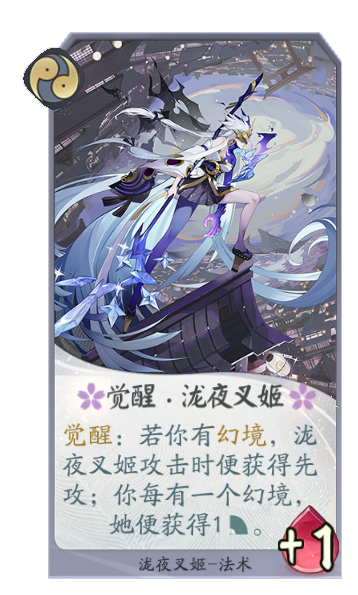 觉醒·泷夜叉姬
觉醒：若你有幻境，泷
夜叉姬攻击时便获得先
攻；你每有一个幻境，
她便获得1。
+1
泷夜叉姬-法术